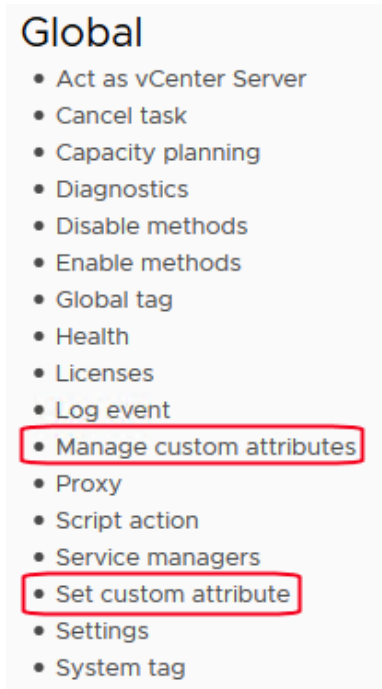 Global
• Act as vCenter Server
• Cancel task
• Capacity planning
• Diagnostics
• Disable methods
• Enable methods
• Global tag
• Health
• Licenses
• Log event
• Manage custom attributes
• Proxy
• Script action
• Service managers
• Set custom attribute
• Settings
• System tag